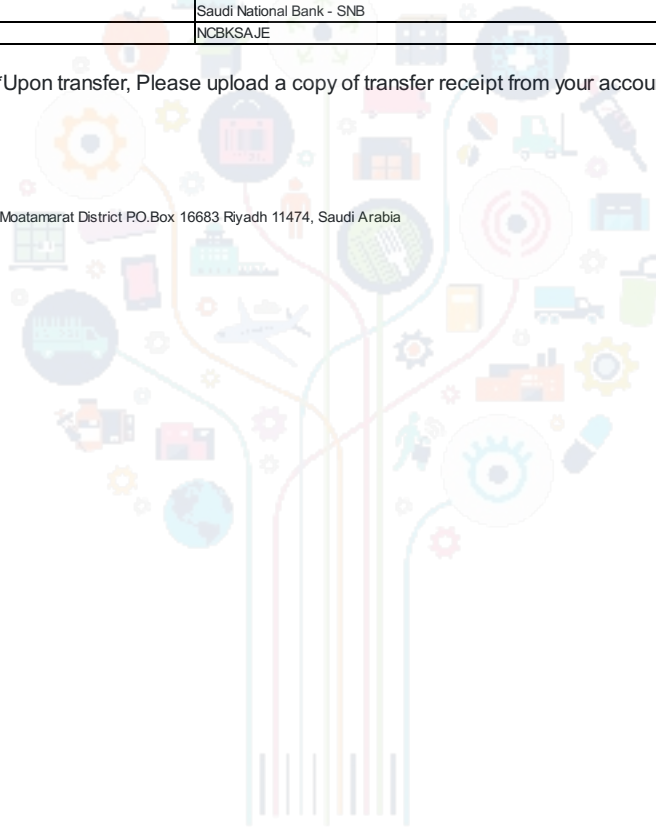 Saudi National Bank - SNB
NCBKSAJE
*Upon transfer, Please upload a copy of transfer receipt from your accou
Moatamarat District P.O.Box 16683 Riyadh 11474, Saudi Arabia